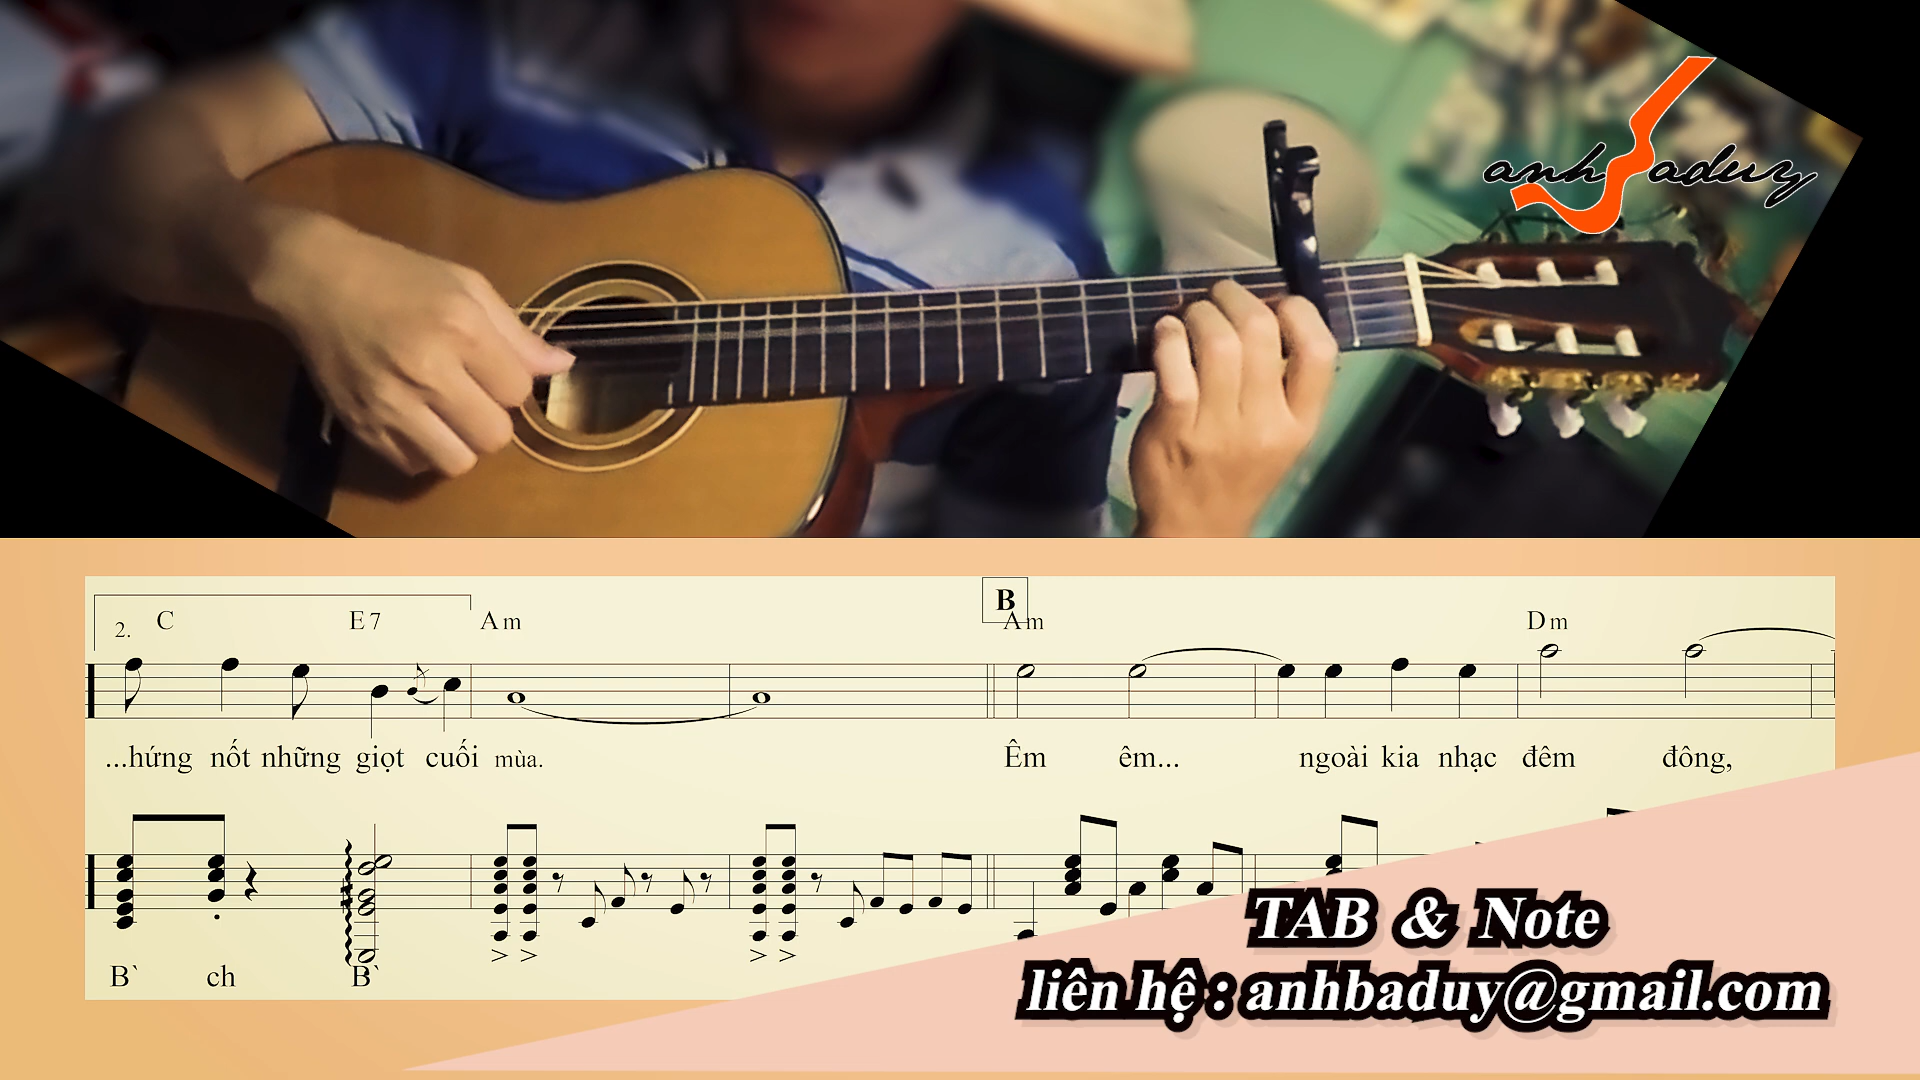 anhbaduy
B
2. C E7 Am Am Dm
...hứng nốt những giọt cuối mùa. Êm êm... ngoài kia nhạc đêm đông,
B` ch B`
TAB & Note
liên hệ : anhbaduy@gmail.com